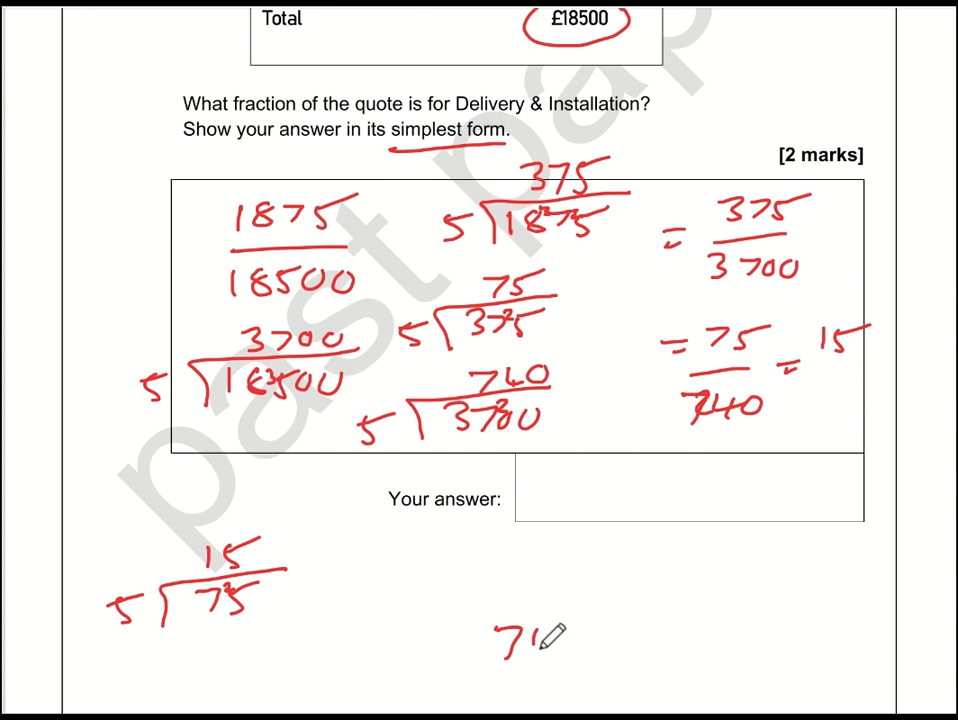 Total £18500
What fraction of the quote is for Delivery & Installation?
Show your answer in its simplest form.
[2 marks]
1875
18500
375
5 1875
= 375
3700
3700
5 18500
75
5 375
740
5 3700
= 75 = 15
740
Your answer:
15
5 75
7
past pap